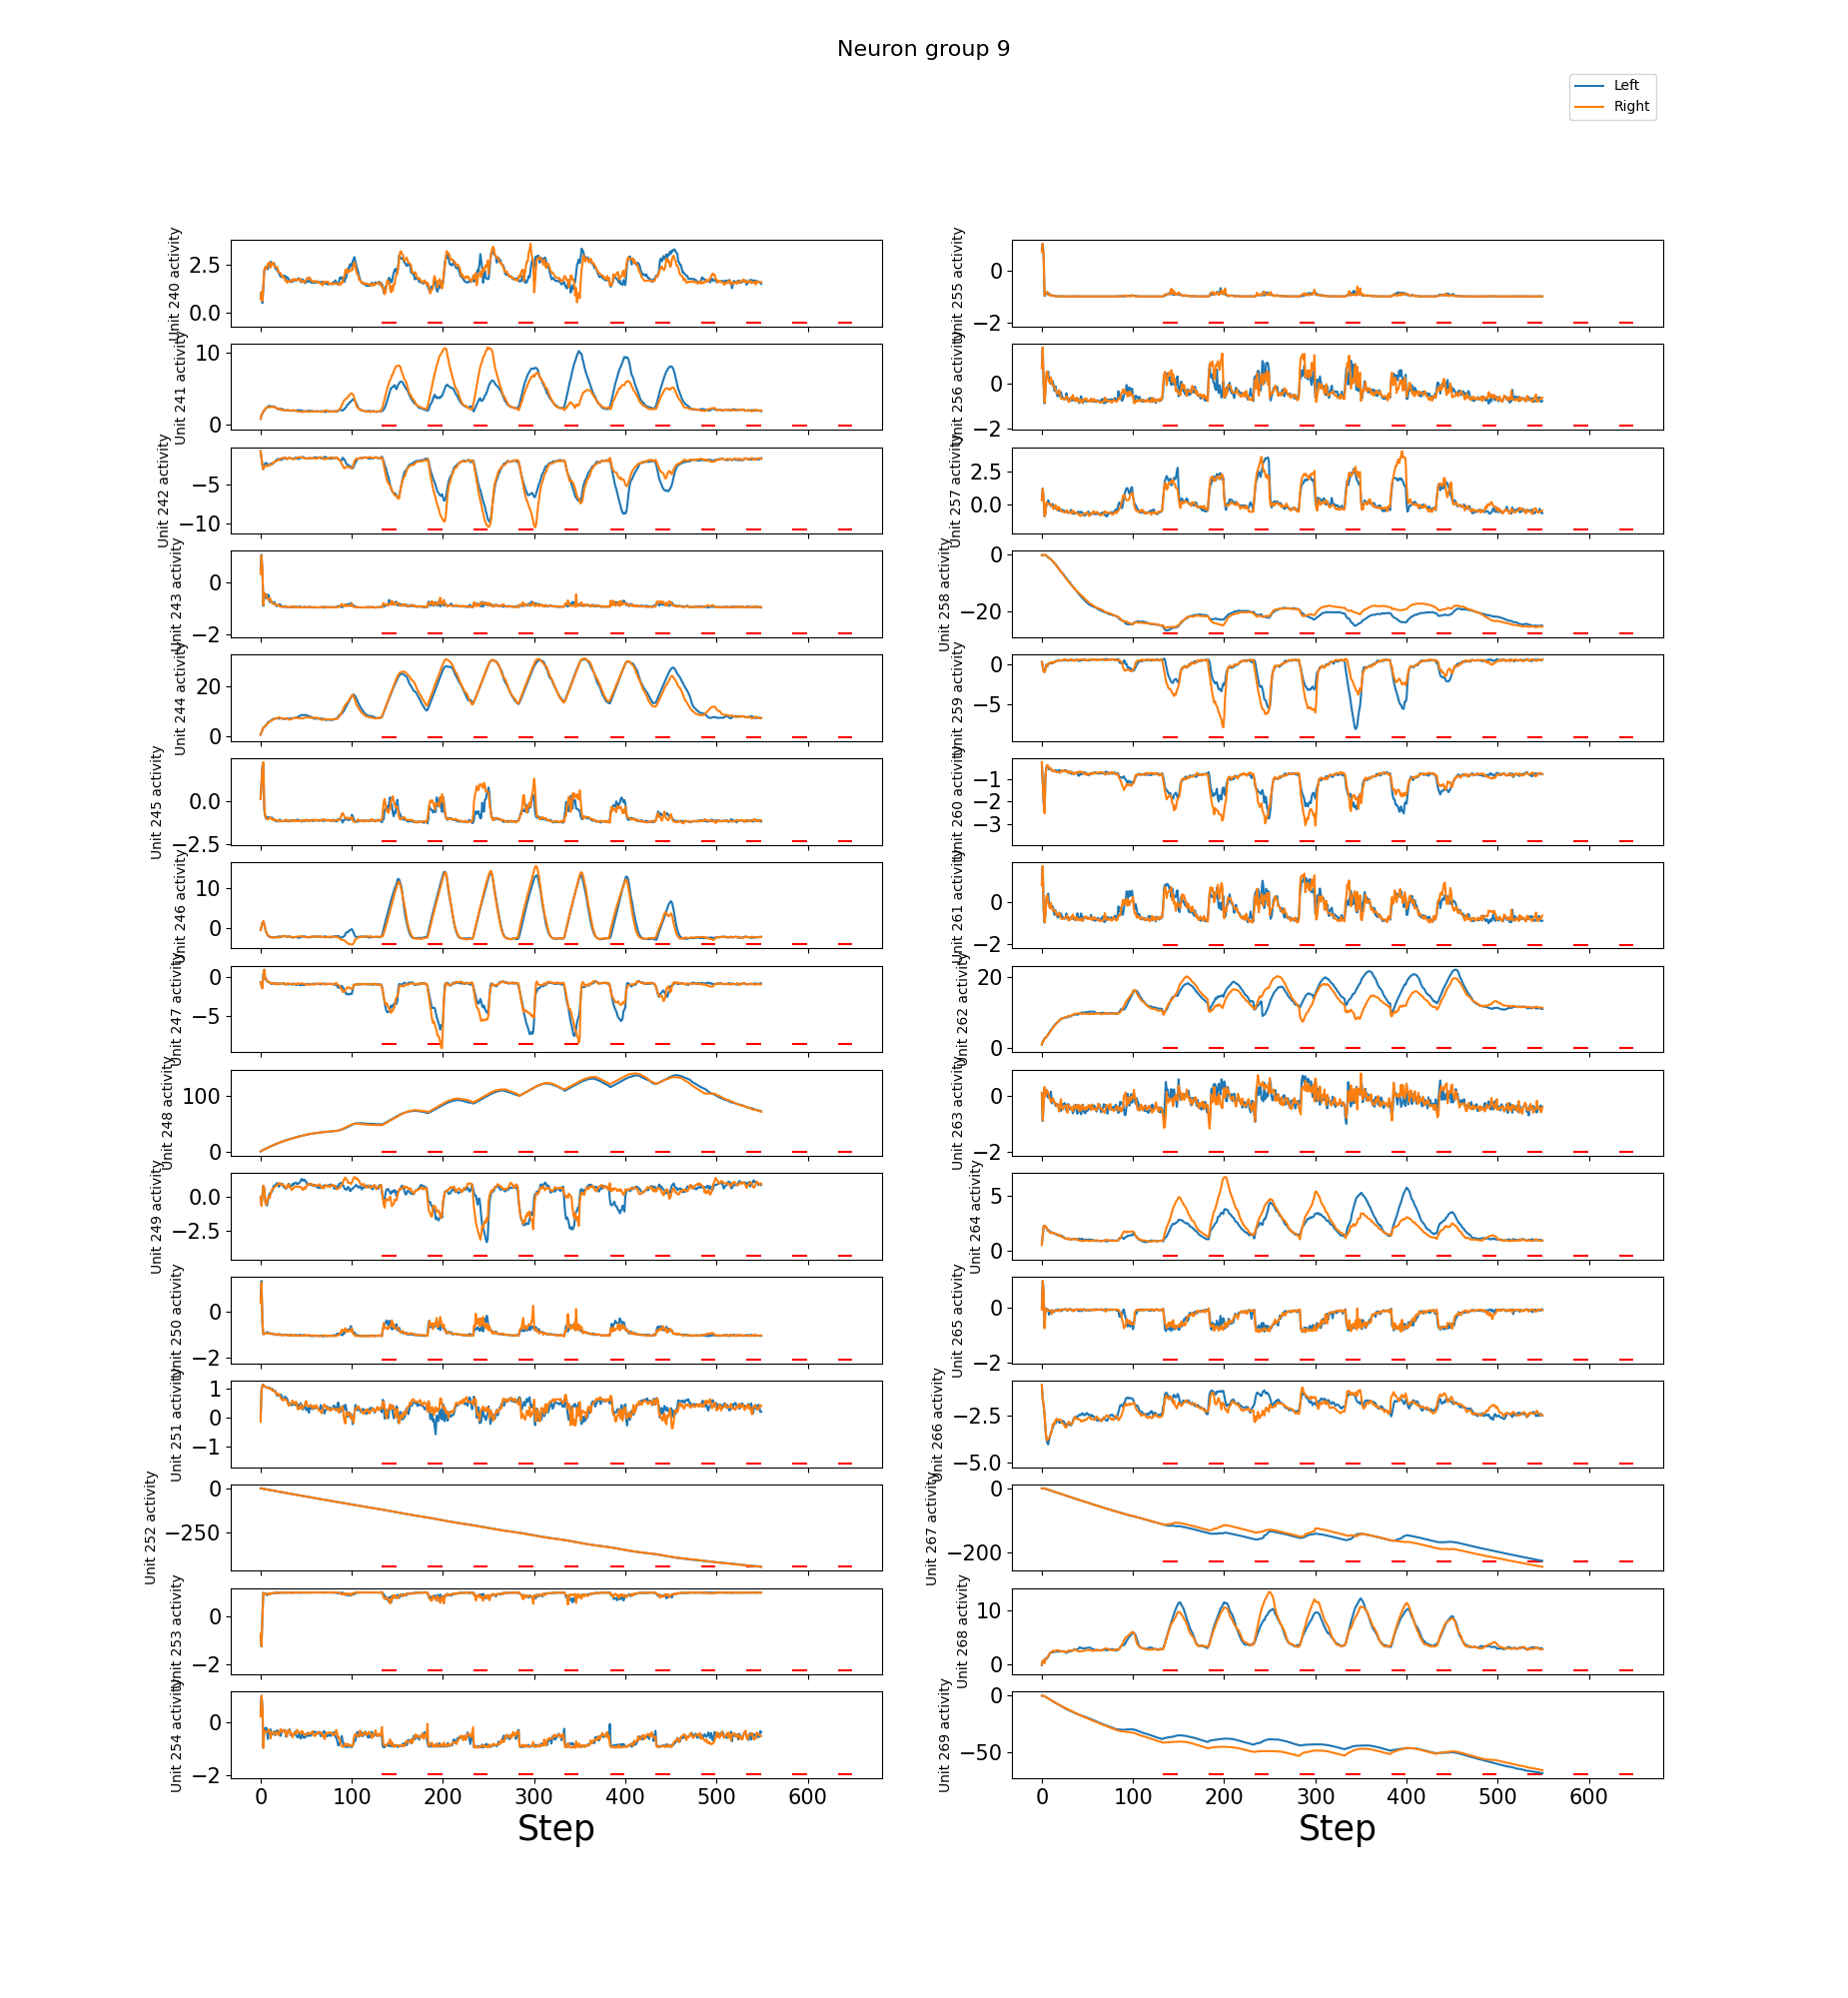 Neuron group 9
Left
Right
Unit 240 activity
2.5
0.0
Unit 241 activity
10
0
Unit 242 activity
−5
−10
Unit 243 activity
0
−2
Unit 244 activity
20
0
Unit 245 activity
0.0
−2.5
Unit 246 activity
10
0
Unit 247 activity
0
−5
Unit 248 activity
100
0
Unit 249 activity
0.0
−2.5
Unit 250 activity
0
−2
Unit 251 activity
1
0
−1
Unit 252 activity
0
−250
Unit 253 activity
0
−2
Unit 254 activity
0
−2
0 100 200 300 400 500 600
Step
Unit 255 activity
0
−2
Unit 256 activity
0
−2
Unit 257 activity
2.5
0.0
Unit 258 activity
0
−20
Unit 259 activity
0
−5
Unit 260 activity
−1
−2
−3
Unit 261 activity
0
−2
Unit 262 activity
20
0
Unit 263 activity
0
−2
Unit 264 activity
5
0
Unit 265 activity
0
−2
Unit 266 activity
−2.5
−5.0
Unit 267 activity
0
−200
Unit 268 activity
10
0
Unit 269 activity
0
−50
0 100 200 300 400 500 600
Step